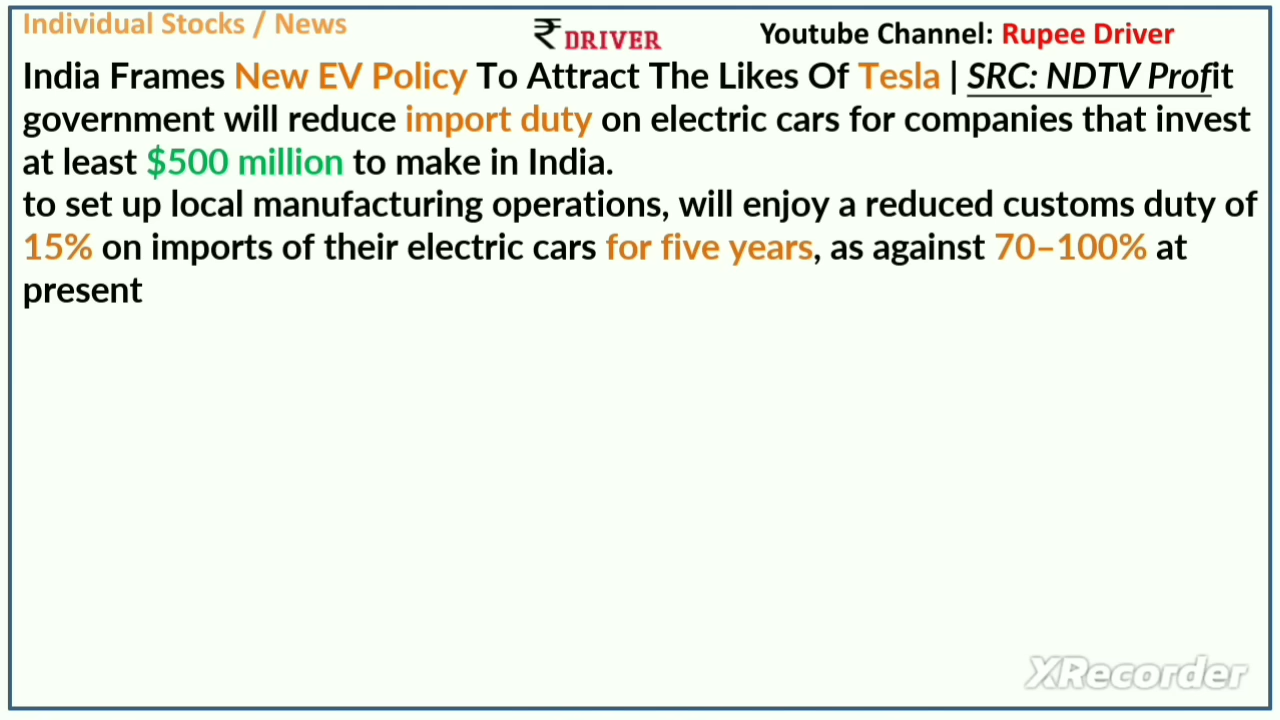 Individual Stocks / News
₹ DRIVER
Youtube Channel: Rupee Driver
India Frames New EV Policy To Attract The Likes Of Tesla | SRC: NDTV Profit
government will reduce import duty on electric cars for companies that invest
at least $500 million to make in India.
to set up local manufacturing operations, will enjoy a reduced customs duty of
15% on imports of their electric cars for five years, as against 70–100% at
present
XRecorder